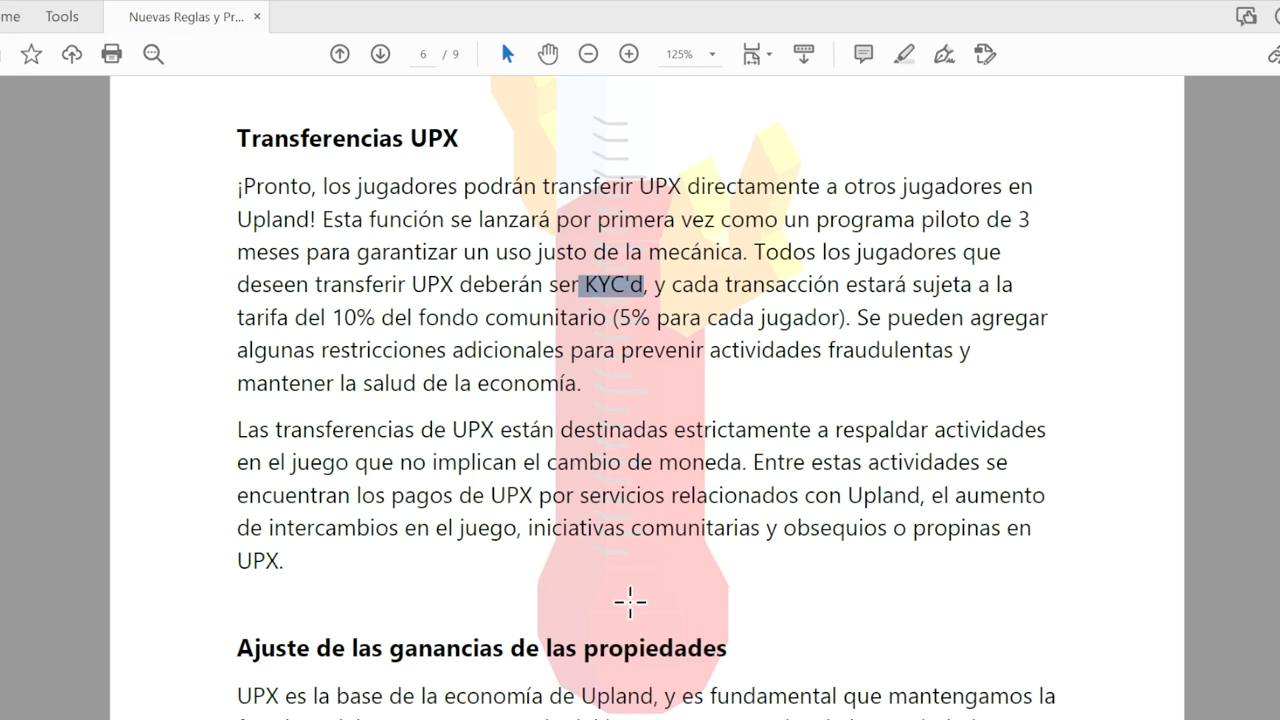 me Tools Nuevas Reglas y Pr... ×
6 / 9 125%
Transferencias UPX
¡Pronto, los jugadores podrán transferir UPX directamente a otros jugadores en
Upland! Esta función se lanzará por primera vez como un programa piloto de 3
meses para garantizar un uso justo de la mecánica. Todos los jugadores que
deseen transferir UPX deberán ser KYC'd, y cada transacción estará sujeta a la
tarifa del 10% del fondo comunitario (5% para cada jugador). Se pueden agregar
algunas restricciones adicionales para prevenir actividades fraudulentas y
mantener la salud de la economía.
Las transferencias de UPX están destinadas estrictamente a respaldar actividades
en el juego que no implican el cambio de moneda. Entre estas actividades se
encuentran los pagos de UPX por servicios relacionados con Upland, el aumento
de intercambios en el juego, iniciativas comunitarias y obsequios o propinas en
UPX.
Ajuste de las ganancias de las propiedades
UPX es la base de la economía de Upland, y es fundamental que mantengamos la